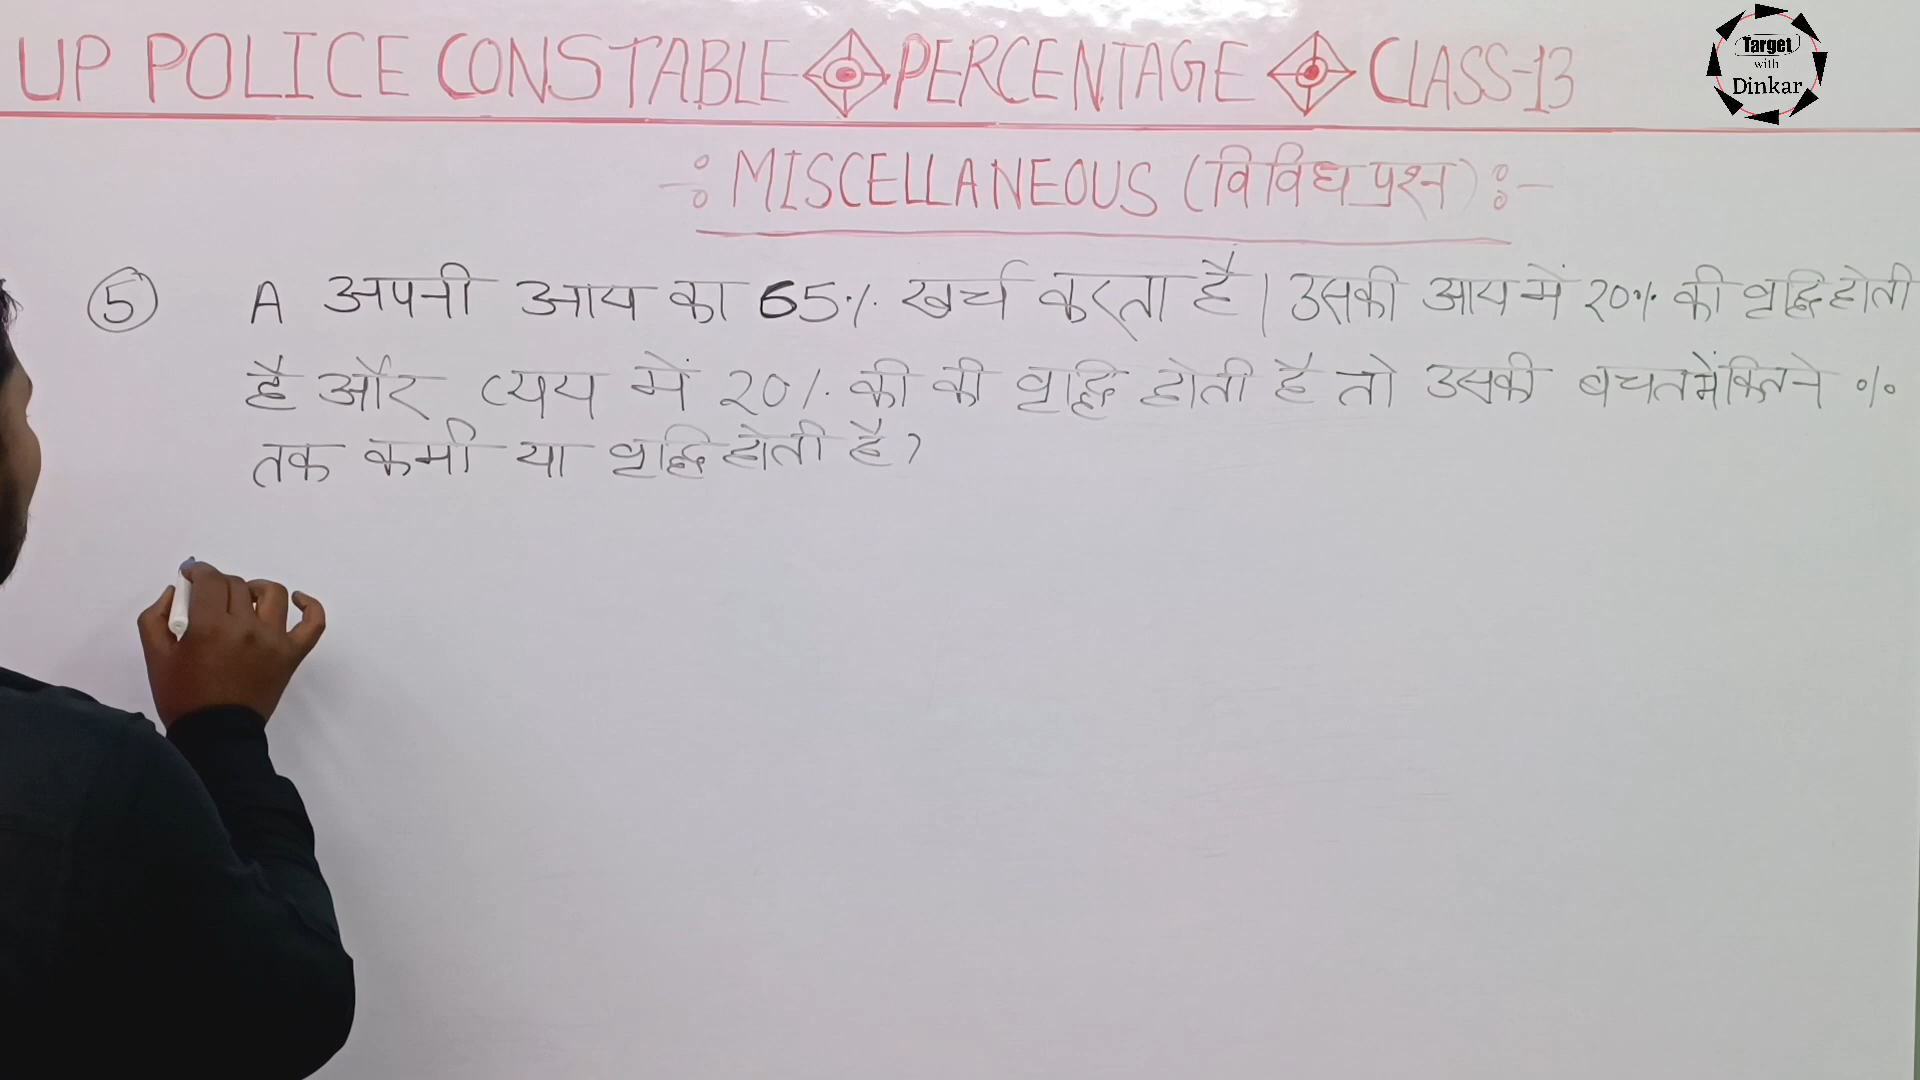 UP POLICE CONSTABLE PERCENTAGE CLASS-13
Target
with
Dinkar
-: MISCELLANEOUS (विविध प्रश्न) :-
5 A अपनी आय का 65% खर्च करता है। उसकी आय में 20% की वृद्धि होती
है और व्यय में 20% की की वृद्धि होती है तो उसकी बचत में कितने %
तक कमी या वृद्धि होती है?